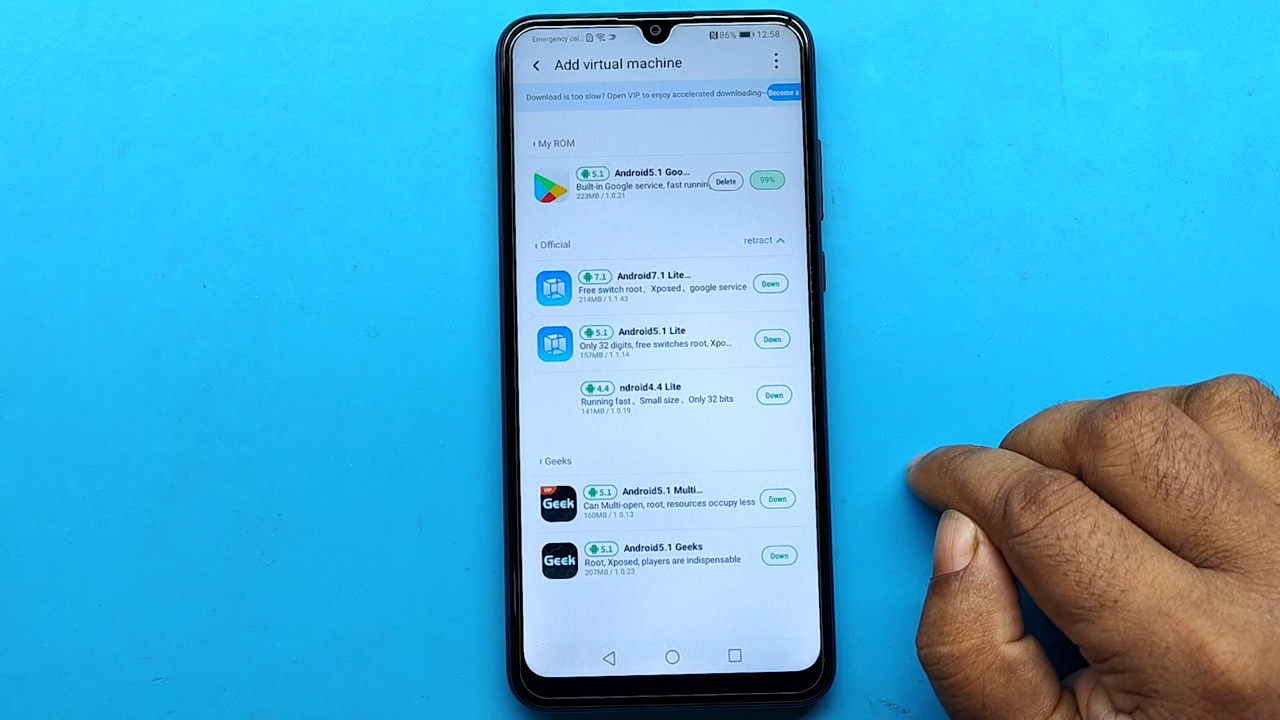 Emergency cal... 86% 12:58
Add virtual machine
Download is too slow? Open VIP to enjoy accelerated downloading~ Become a
My ROM
5.1 Android5.1 Goo...
Built-in Google service, fast runnin Delete 99%
223MB / 1.0.21
Official retract
7.1 Android7.1 Lite...
Free switch root、Xposed、google service Down
214MB / 1.1.43
5.1 Android5.1 Lite
Only 32 digits, free switches root, Xpo... Down
157MB / 1.1.14
4.4 ndroid4.4 Lite
Running fast、Small size、Only 32 bits Down
141MB / 1.0.19
Geeks
VIP 5.1 Android5.1 Multi...
Geek Can Multi-open, root, resources occupy less Down
160MB / 1.0.13
5.1 Android5.1 Geeks
Geek Root, Xposed, players are indispensable Down
207MB / 1.0.23